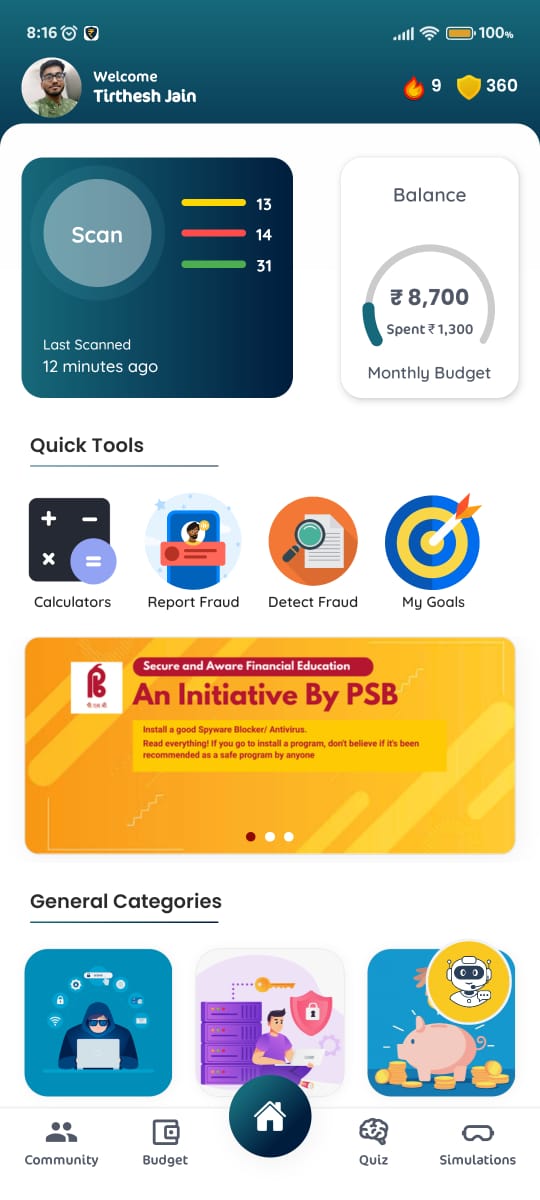 8:16
100%
Welcome
Tirthesh Jain
9
360
Scan
13
14
31
Last Scanned
12 minutes ago
Balance
₹ 8,700
Spent ₹ 1,300
Monthly Budget
Quick Tools
Calculators
Report Fraud
Detect Fraud
My Goals
Secure and Aware Financial Education
An Initiative By PSB
Install a good Spyware Blocker/ Antivirus.
Read everything! If you go to install a program, don't believe if it's been
recommended as a safe program by anyone
General Categories
Community
Budget
Quiz
Simulations